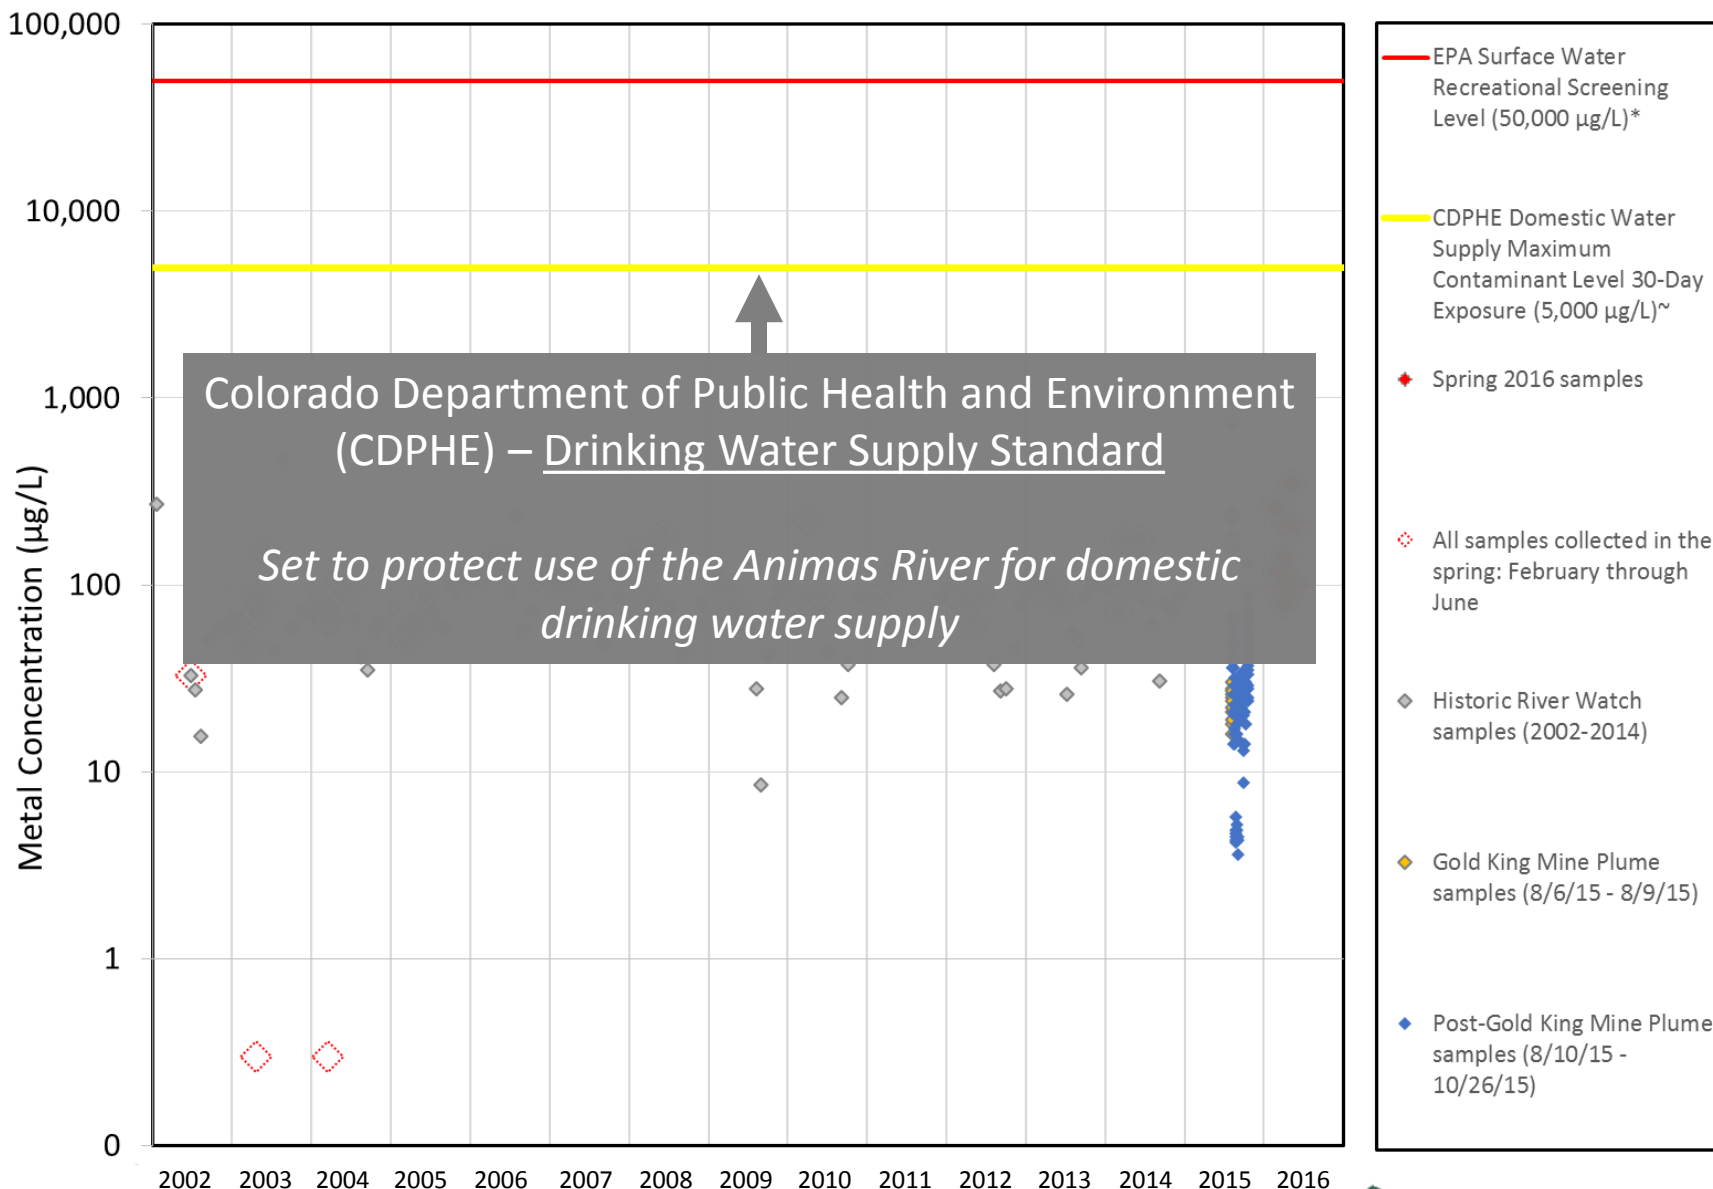 100,000
10,000
1,000
100
10
1
0
Metal Concentration (µg/L)
2002 2003 2004 2005 2006 2007 2008 2009 2010 2011 2012 2013 2014 2015 2016
Colorado Department of Public Health and Environment
(CDPHE) – Drinking Water Supply Standard
Set to protect use of the Animas River for domestic
drinking water supply
EPA Surface Water
Recreational Screening
Level (50,000 µg/L)*
CDPHE Domestic Water
Supply Maximum
Contaminant Level 30-Day
Exposure (5,000 µg/L)~
Spring 2016 samples
All samples collected in the
spring: February through
June
Historic River Watch
samples (2002-2014)
Gold King Mine Plume
samples (8/6/15 - 8/9/15)
Post-Gold King Mine Plume
samples (8/10/15 -
10/26/15)